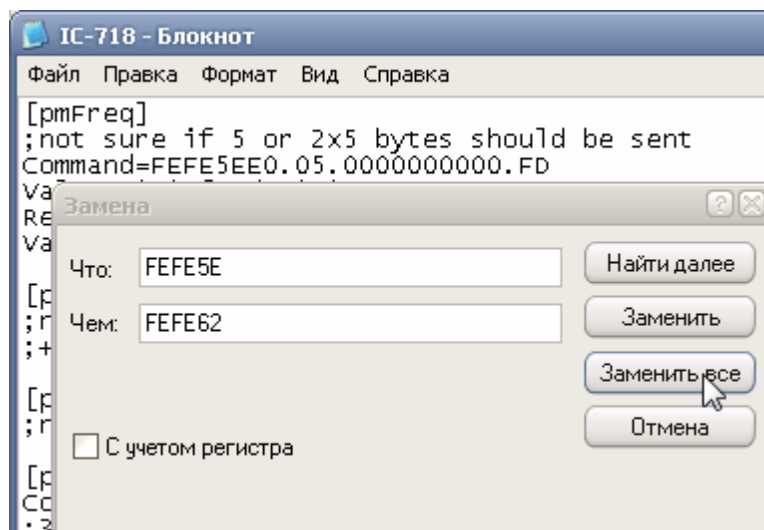 IC-718 - Блокнот
Файл Правка Формат Вид Справка
[pmFreq]
;not sure if 5 or 2x5 bytes should be sent
Command=FEFE5EE0.05.0000000000.FD
Замена
Что: FEFE5E
Найти далее
Чем: FEFE62
Заменить
Заменить все
Отмена
С учетом регистра